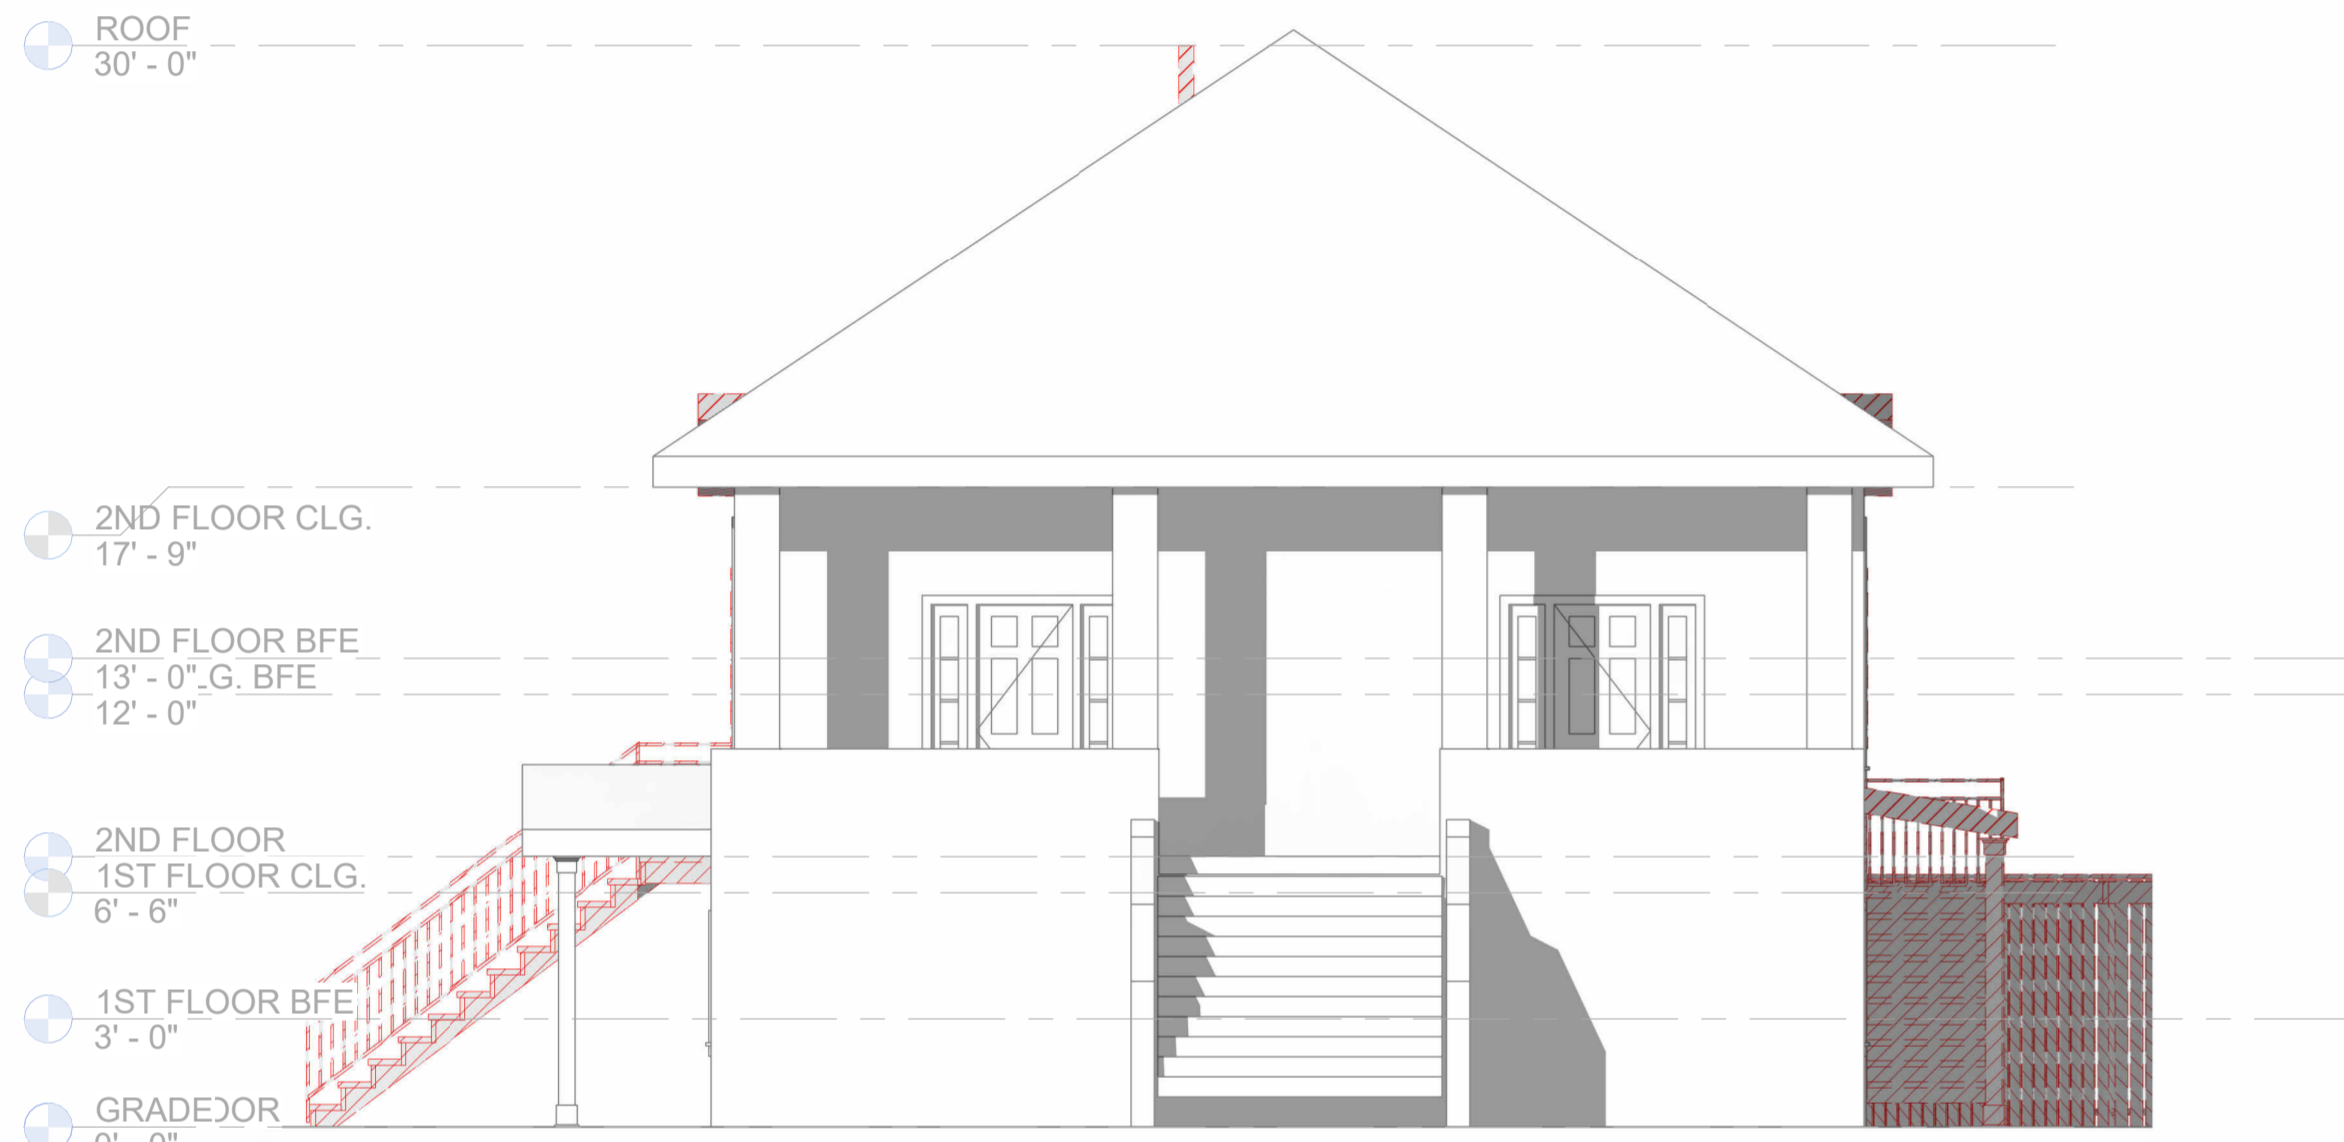 ROOF
30' - 0"
2ND FLOOR CLG.
17' - 9"
2ND FLOOR BFE
13' - 0"
G. BFE
12' - 0"
2ND FLOOR
1ST FLOOR CLG.
6' - 6"
1ST FLOOR BFE
3' - 0"
GRADE